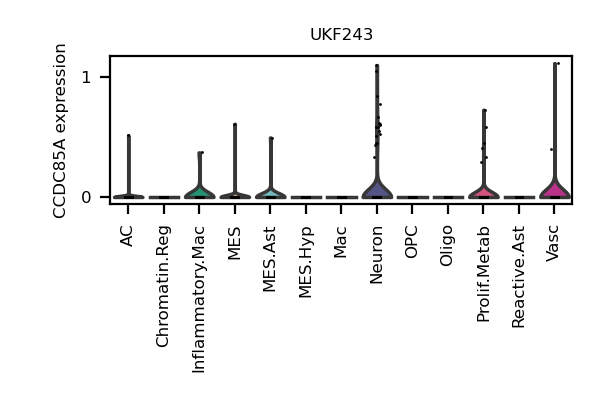 UKF243
CCDC85A expression
1
0
AC
Chromatin.Reg
Inflammatory.Mac
MES
MES.Ast
MES.Hyp
Mac
Neuron
OPC
Oligo
Prolif.Metab
Reactive.Ast
Vasc